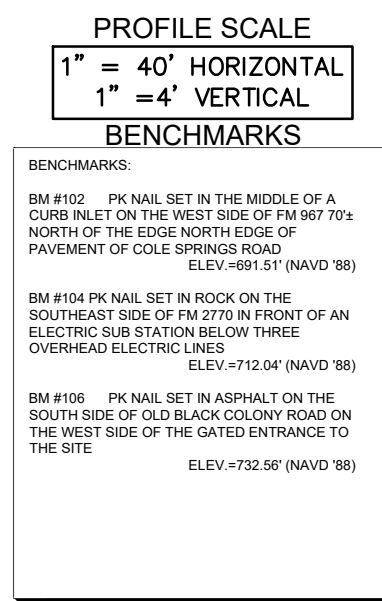 PROFILE SCALE
1” = 40’ HORIZONTAL
1” =4’ VERTICAL
BENCHMARKS
BENCHMARKS:
BM #102 PK NAIL SET IN THE MIDDLE OF A
CURB INLET ON THE WEST SIDE OF FM 967 70'±
NORTH OF THE EDGE NORTH EDGE OF
PAVEMENT OF COLE SPRINGS ROAD
ELEV.=691.51' (NAVD '88)
BM #104 PK NAIL SET IN ROCK ON THE
SOUTHEAST SIDE OF FM 2770 IN FRONT OF AN
ELECTRIC SUB STATION BELOW THREE
OVERHEAD ELECTRIC LINES
ELEV.=712.04' (NAVD '88)
BM #106 PK NAIL SET IN ASPHALT ON THE
SOUTH SIDE OF OLD BLACK COLONY ROAD ON
THE WEST SIDE OF THE GATED ENTRANCE TO
THE SITE
ELEV.=732.56' (NAVD '88)